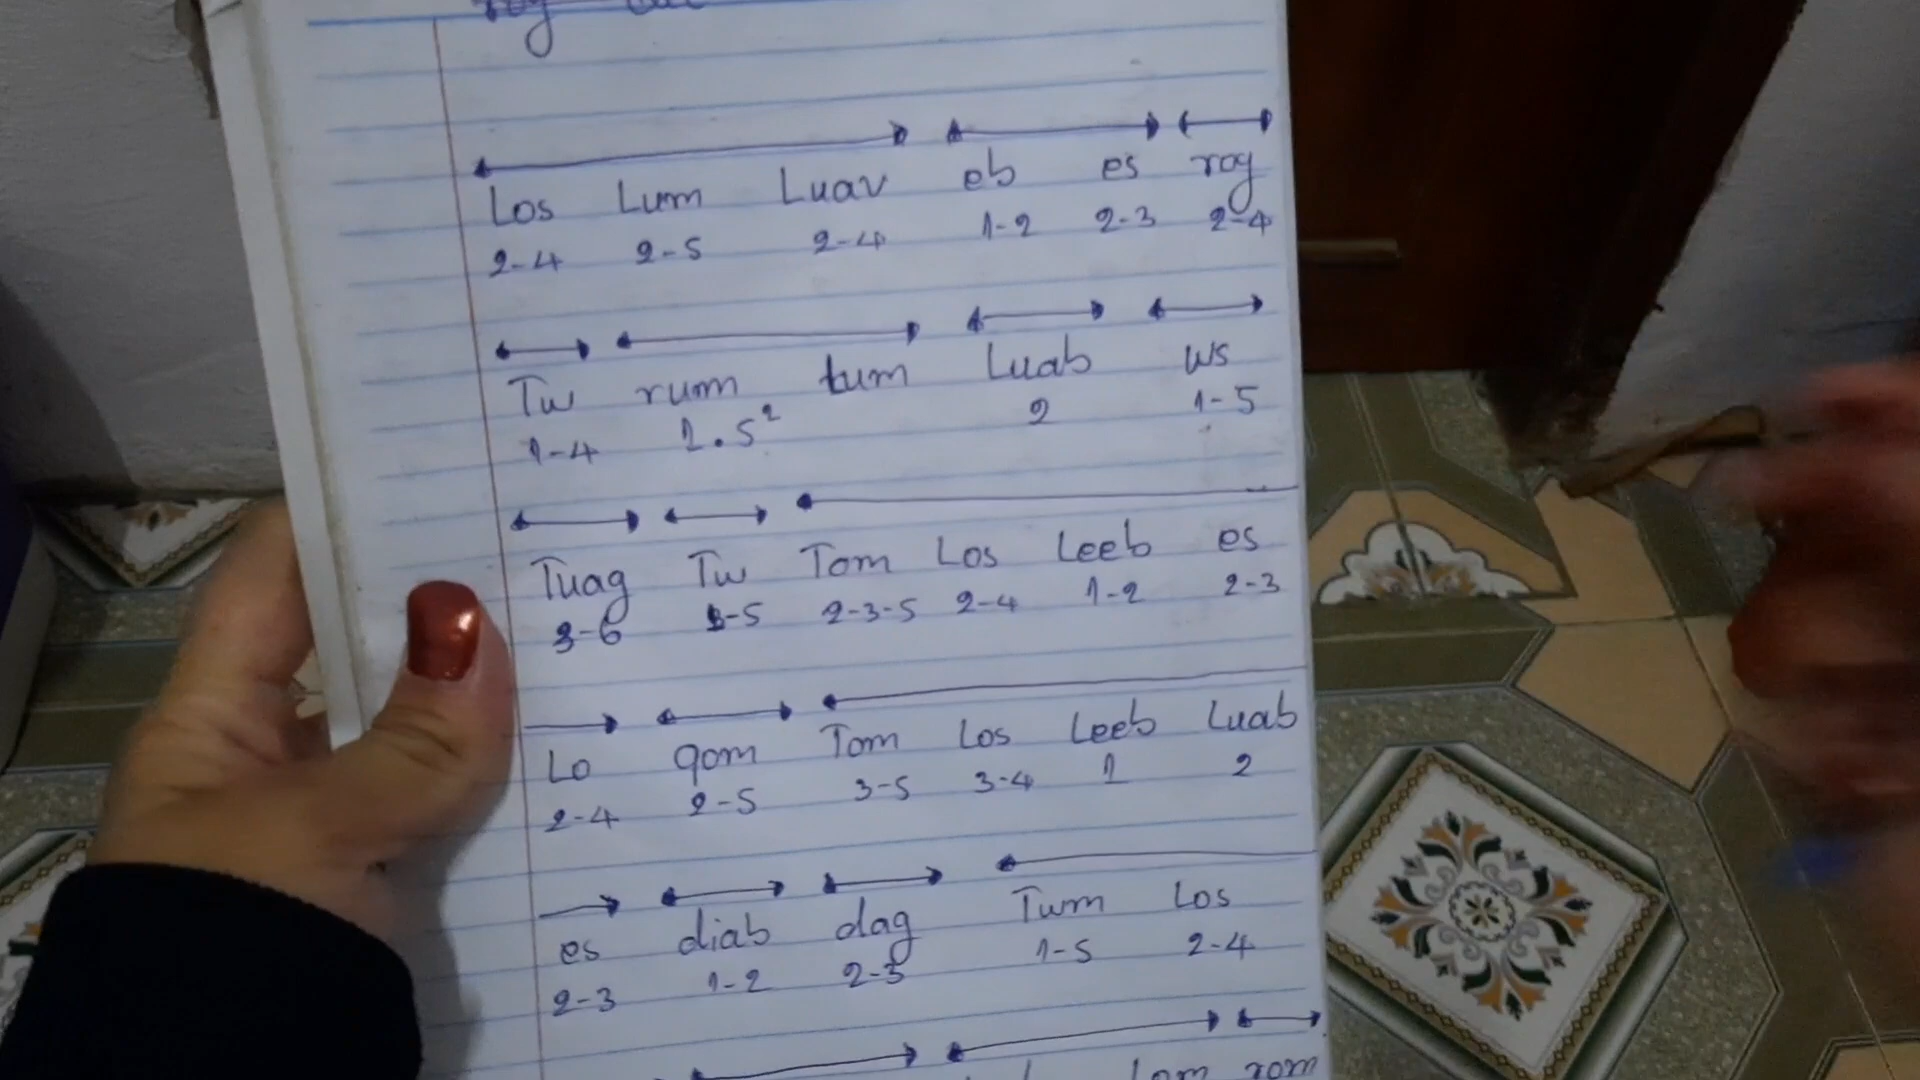 Los Lum Luav eb es rog
2-4 2-5 2-4 1-2 2-3 2-4
Tw rum tum Luab ws
1-4 1.5² 2 1-5
Tuag Tw Tom Los Leeb es
3-6 1-5 2-3-5 2-4 1-2 2-3
Lo qom Tom Los Leeb Luab
2-4 2-5 3-5 3-4 1 2
es diab dag Twm Los
2-3 1-2 2-3 1-5 2-4
rom